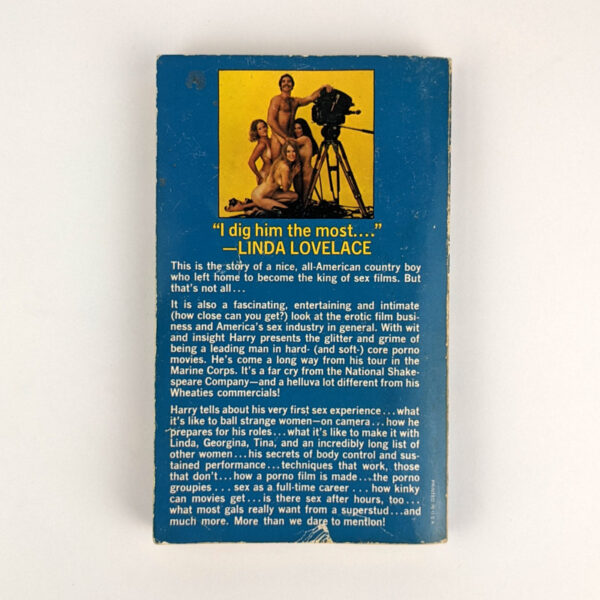 “I dig him the most....”
—LINDA LOVELACE
This is the story of a nice, all-American country boy
who left home to become the king of sex films. But
that's not all...
It is also a fascinating, entertaining and intimate
(how close can you get?) look at the erotic film busi-
ness and America's sex industry in general. With wit
and insight Harry presents the glitter and grime of
being a leading man in hard- (and soft-) core porno
movies. He's come a long way from his tour in the
Marine Corps. It's a far cry from the National Shake-
speare Company—and a helluva lot different from his
Wheaties commercials!
Harry tells about his very first sex experience...what
it's like to ball strange women—on camera...how he
prepares for his roles...what it's like to make it with
Linda, Georgina, Tina, and an incredibly long list of
other women...his secrets of body control and sus-
tained performance...techniques that work, those
that don't...how a porno film is made...the porno
groupies...sex as a full-time career...how kinky
can movies get...is there sex after hours, too...
what most gals really want from a superstud...and
much more. More than we dare to mention!